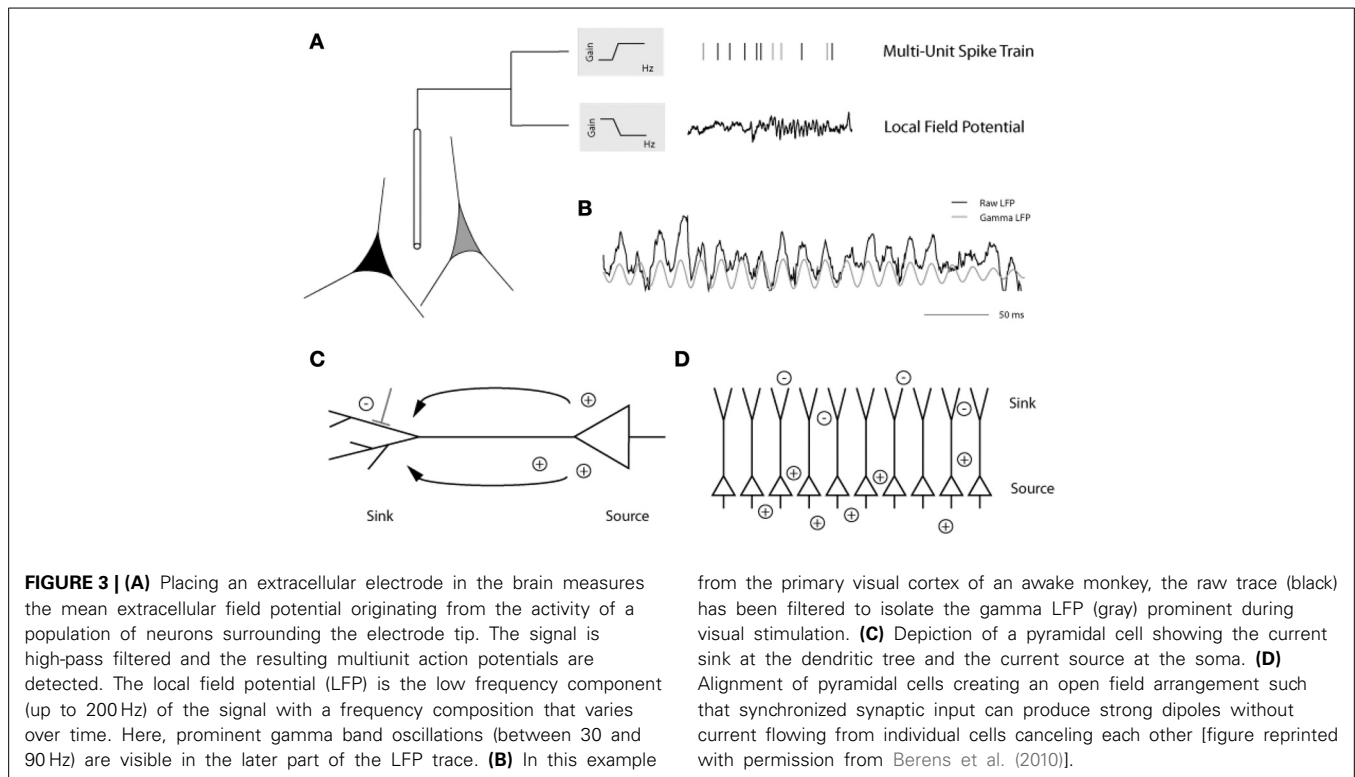 A
Gain
Hz
Multi-Unit Spike Train
Gain
Hz
Local Field Potential
B
Raw LFP
Gamma LFP
50 ms
C
-
+
+
+
Sink
Source
D
-
-
-
-
Sink
+
+
+
Source
+
+
+
+
FIGURE 3 | (A) Placing an extracellular electrode in the brain measures
the mean extracellular field potential originating from the activity of a
population of neurons surrounding the electrode tip. The signal is
high-pass filtered and the resulting multiunit action potentials are
detected. The local field potential (LFP) is the low frequency component
(up to 200 Hz) of the signal with a frequency composition that varies
over time. Here, prominent gamma band oscillations (between 30 and
90 Hz) are visible in the later part of the LFP trace. (B) In this example
from the primary visual cortex of an awake monkey, the raw trace (black)
has been filtered to isolate the gamma LFP (gray) prominent during
visual stimulation. (C) Depiction of a pyramidal cell showing the current
sink at the dendritic tree and the current source at the soma. (D)
Alignment of pyramidal cells creating an open field arrangement such
that synchronized synaptic input can produce strong dipoles without
current flowing from individual cells canceling each other [figure reprinted
with permission from Berens et al. (2010)].